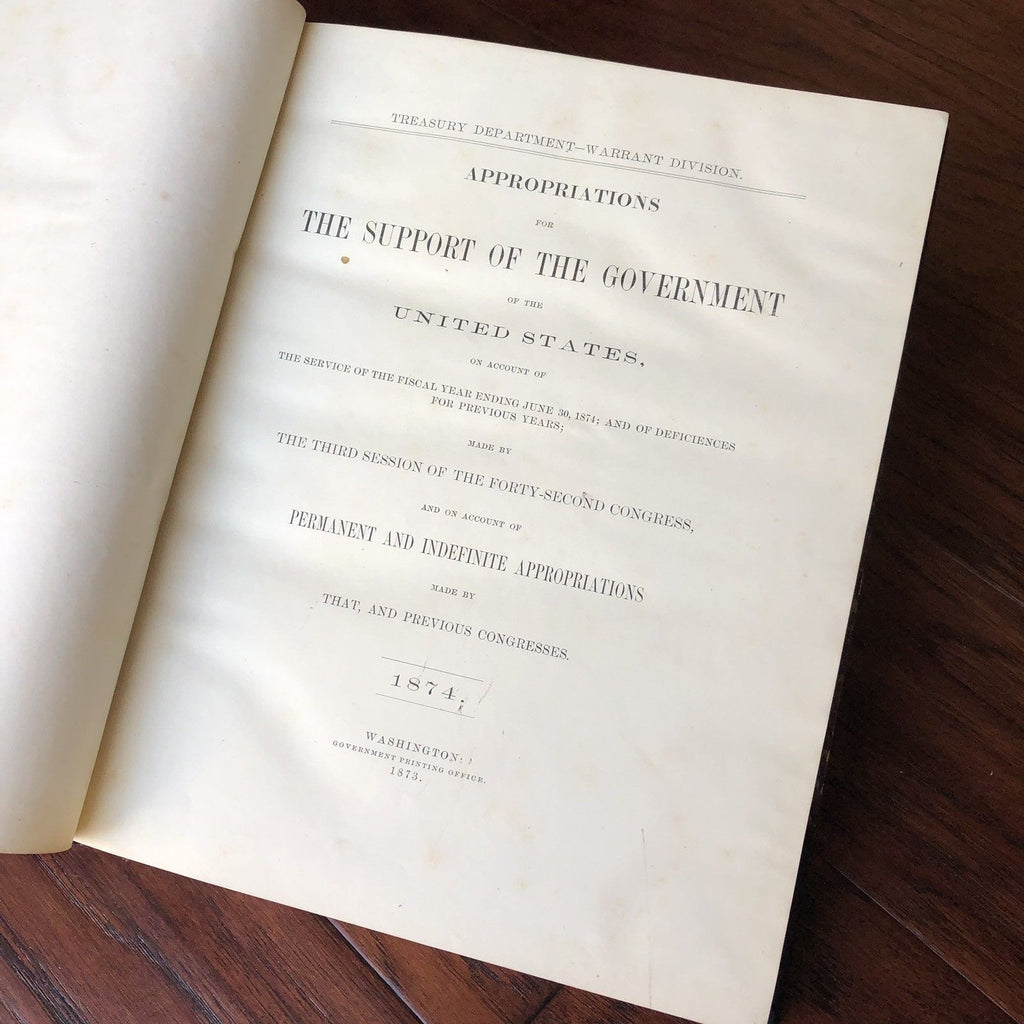 TREASURY DEPARTMENT—WARRANT DIVISION.
APPROPRIATIONS
FOR
THE SUPPORT OF THE GOVERNMENT
OF THE
UNITED STATES,
ON ACCOUNT OF
THE SERVICE OF THE FISCAL YEAR ENDING JUNE 30, 1874; AND OF DEFICIENCES
FOR PREVIOUS YEARS;
MADE BY
THE THIRD SESSION OF THE FORTY-SECOND CONGRESS,
AND ON ACCOUNT OF
PERMANENT AND INDEFINITE APPROPRIATIONS
MADE BY
THAT, AND PREVIOUS CONGRESSES.
1874.
WASHINGTON:
GOVERNMENT PRINTING OFFICE.
1873.